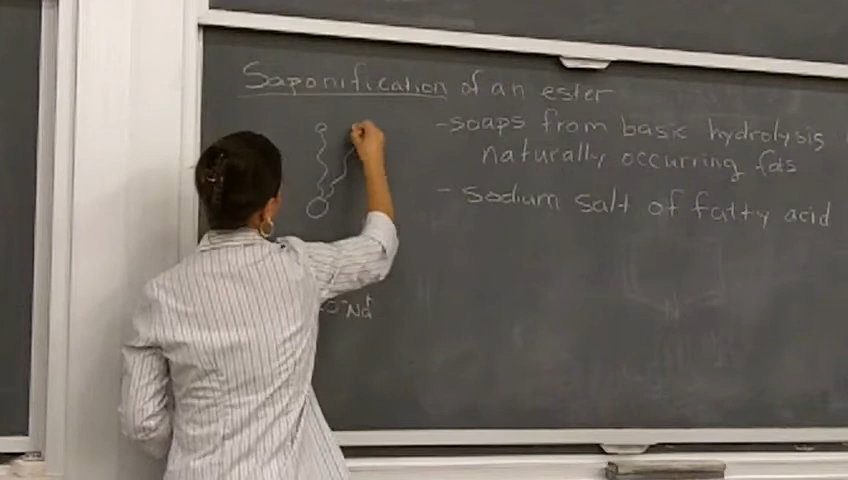 Saponification of an ester
- soaps from basic hydrolysis
naturally occurring fats
- sodium salt of fatty acid
O⁻Na⁺